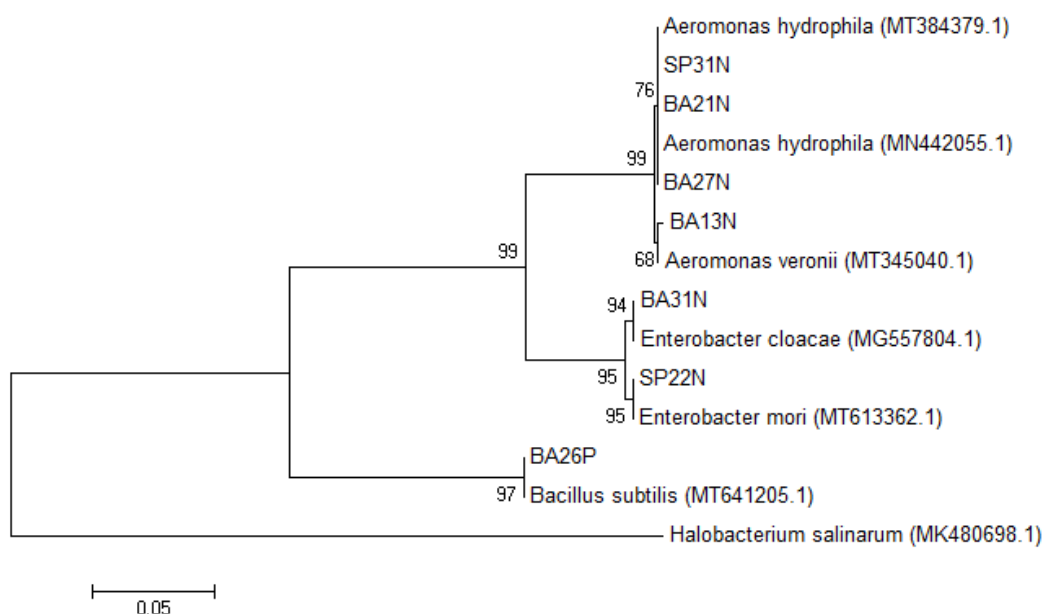 Aeromonas hydrophila (MT384379.1)
SP31N
76
BA21N
Aeromonas hydrophila (MN442055.1)
99
BA27N
BA13N
99
68
Aeromonas veronii (MT345040.1)
BA31N
94
Enterobacter cloacae (MG557804.1)
SP22N
95
95
Enterobacter mori (MT613362.1)
BA26P
97
Bacillus subtilis (MT641205.1)
Halobacterium salinarum (MK480698.1)
0.05